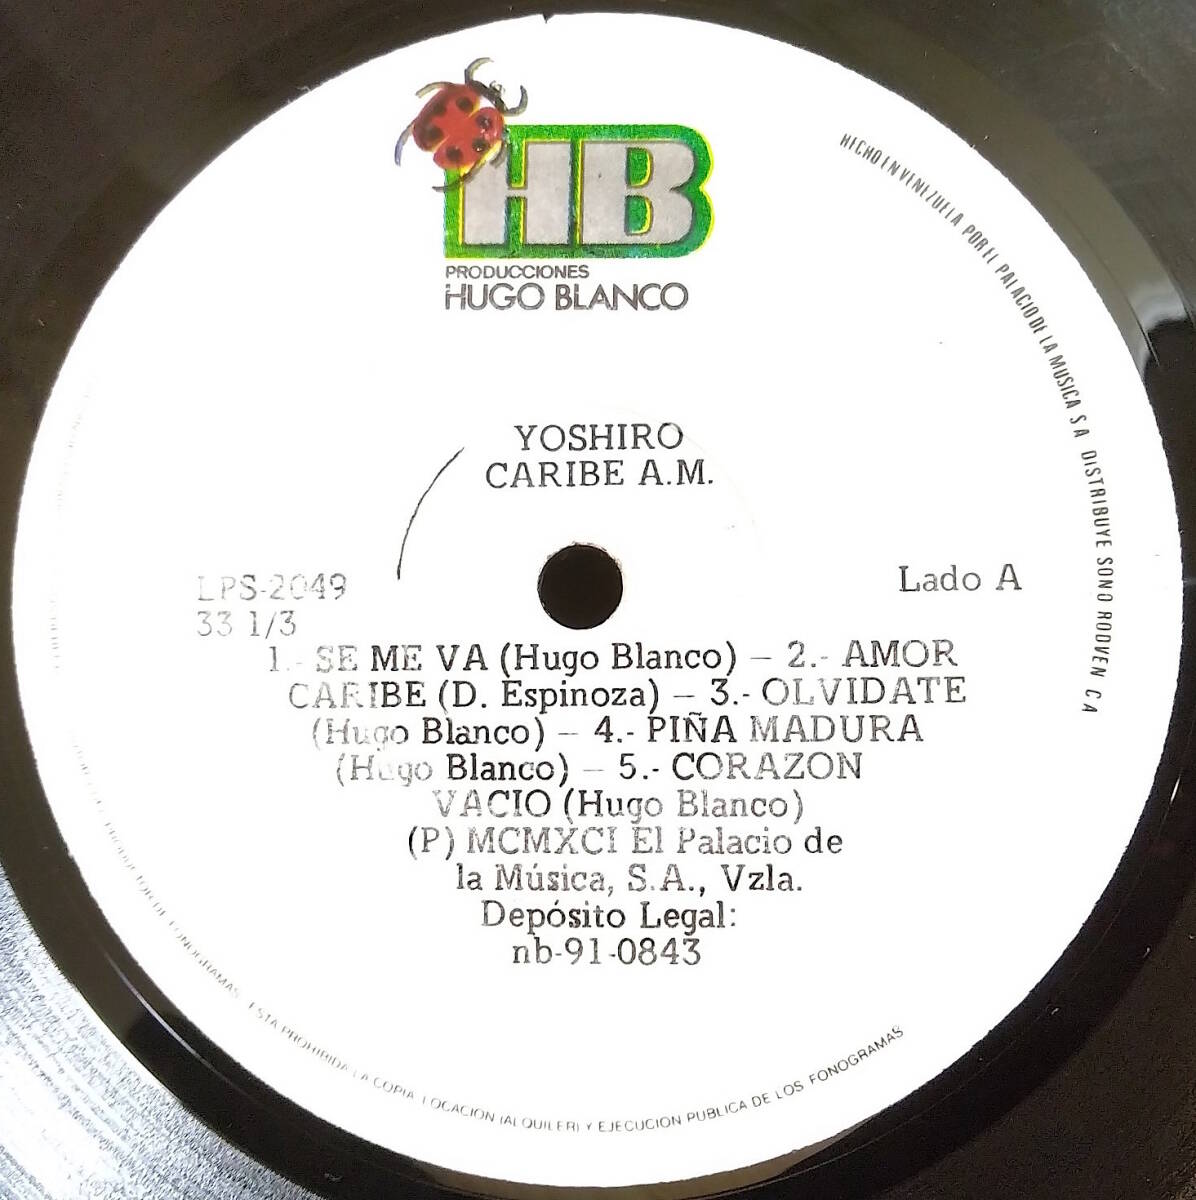 HB
PRODUCCIONES
HUGO BLANCO
HECHO EN VENEZUELA POR EL PALACIO DE LA MUSICA S A DISTRIBUYE SONO RODVEN C A
YOSHIRO
CARIBE A.M.
LPS-2049
33 1/3
Lado A
1.- SE ME VA (Hugo Blanco) – 2.- AMOR
CARIBE (D. Espinoza) – 3.- OLVIDATE
(Hugo Blanco) – 4.- PIÑA MADURA
(Hugo Blanco) – 5.- CORAZON
VACIO (Hugo Blanco)
(P) MCMXCI El Palacio de
la Música, S.A., Vzla.
Depósito Legal:
nb-91-0843
PRODUCTOR DE FONOGRAMAS. ESTA PROHIBIDA LA COPIA LOCACION (ALQUILER) Y EJECUCION PUBLICA DE LOS FONOGRAMAS